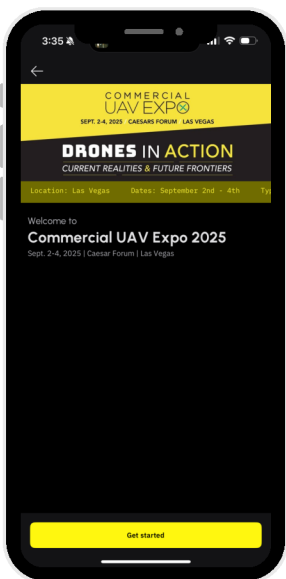 3:35
COMMERCIAL
UAV EXPO
SEPT. 2-4, 2025 CAESARS FORUM LAS VEGAS
DRONES IN ACTION
CURRENT REALITIES & FUTURE FRONTIERS
Location: Las Vegas Dates: September 2nd - 4th Ty
Welcome to
Commercial UAV Expo 2025
Sept. 2-4, 2025 | Caesar Forum | Las Vegas
Get started